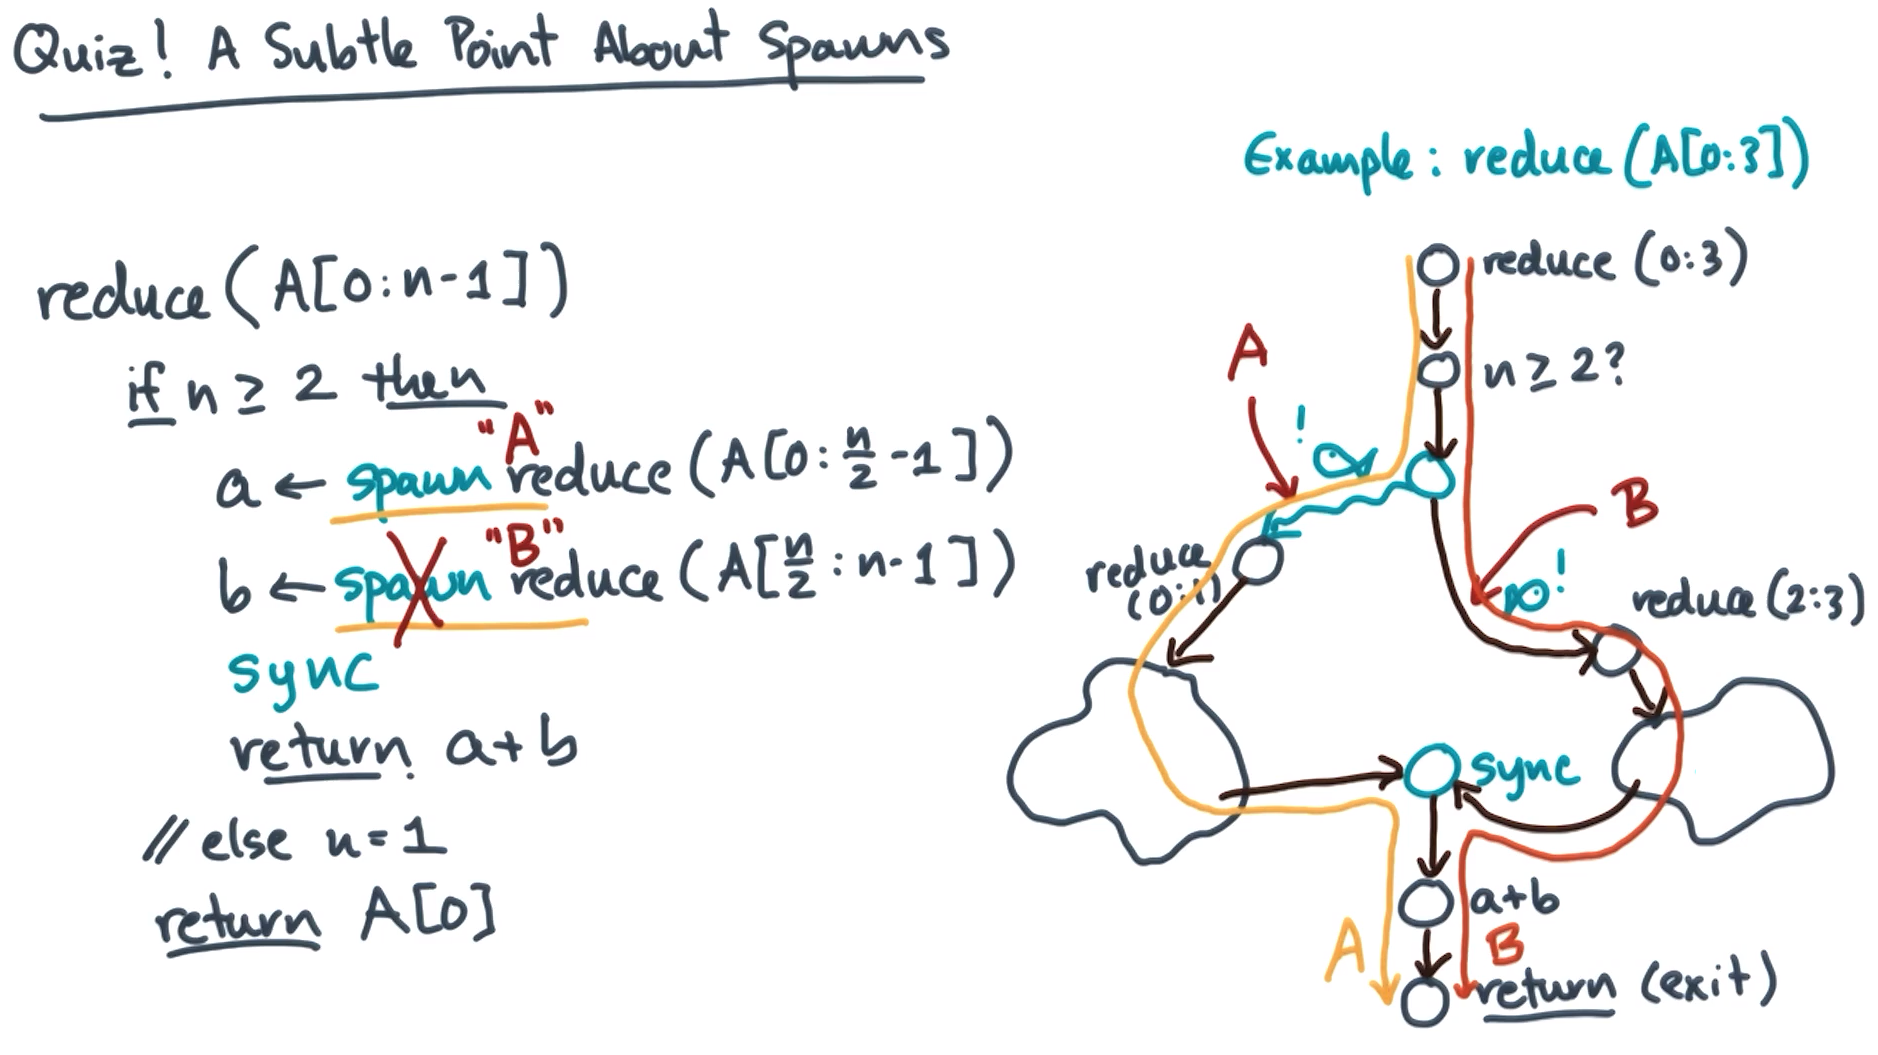 Quiz! A Subtle Point About Spawns
Example: reduce (A[0:3])
reduce (A[0:n-1])
if n ≥ 2 then
"A"
a ← spawn reduce (A[0: n/2 -1])
"B"
b ← spawn reduce (A[n/2 : n-1])
sync
return a+b
// else n=1
return A[0]
reduce (0:3)
n ≥ 2?
A
!
B
!
reduce
(0:1)
reduce (2:3)
sync
a+b
A
B
return (exit)